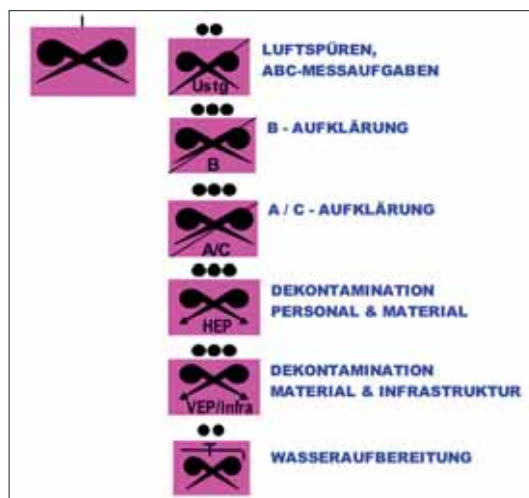 LUFTSPÜREN,
ABC-MESSAUFGABEN
Ustg
B - AUFKLÄRUNG
B
A / C - AUFKLÄRUNG
A/C
DEKONTAMINATION
PERSONAL & MATERIAL
HEP
DEKONTAMINATION
MATERIAL & INFRASTRUKTUR
VEP/Infra
WASSERAUFBEREITUNG